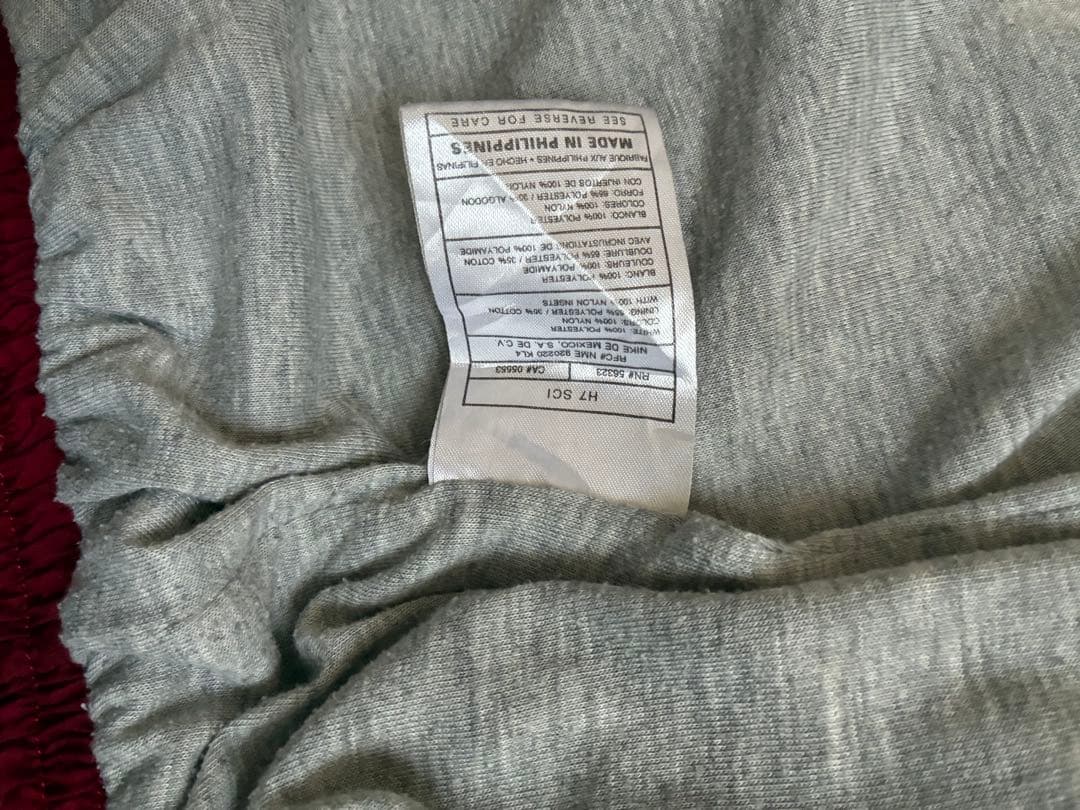 H7 SCI
RN# 56323 CA# 05553
RFC# NME 920220 KL4
NIKE DE MEXICO, S.A. DE C.V.
WHITE: 100% POLYESTER
COLORS: 100% NYLON
LINING: 65% POLYESTER / 35% COTTON
WITH 100% NYLON INSETS
BLANC: 100% POLYESTER
COULEURS: 100% POLYAMIDE
DOUBLURE: 65% POLYESTER / 35% COTON
AVEC INCRUSTATIONS DE 100% POLYAMIDE
BLANCO: 100% POLYESTER
COLORES: 100% NYLON
FORRO: 65% POLYESTER / 35% ALGODON
CON INJERTOS DE 100% NYLON
FABRIQUE AUX PHILIPPINES • HECHO EN FILIPINAS
MADE IN PHILIPPINES
SEE REVERSE FOR CARE